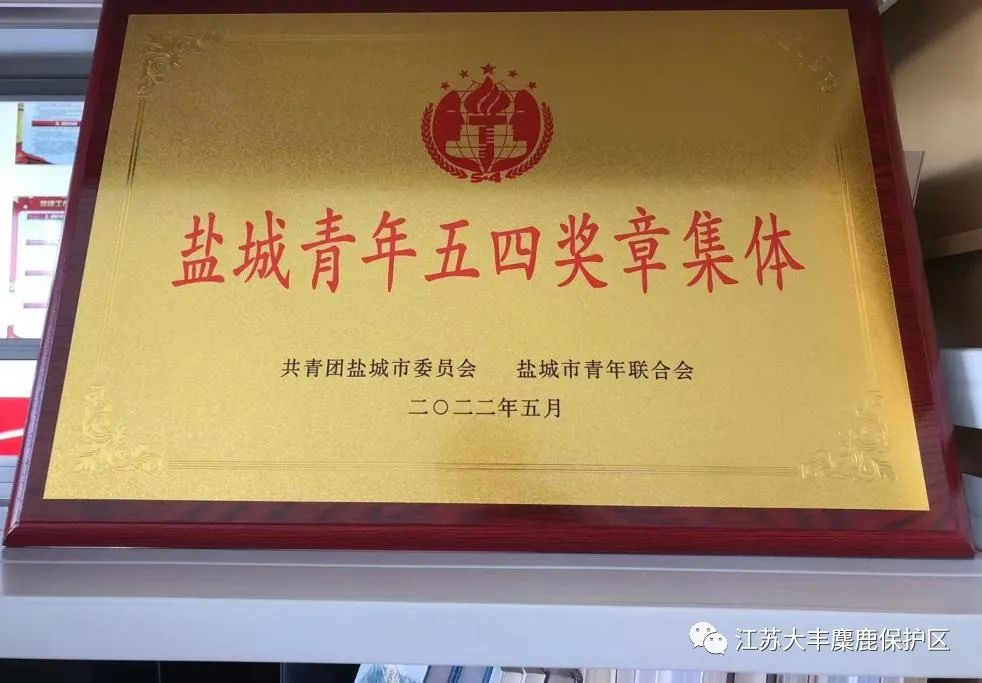 5·4
盐城青年五四奖章集体
共青团盐城市委员会 盐城市青年联合会
二〇二二年五月
江苏大丰麋鹿保护区